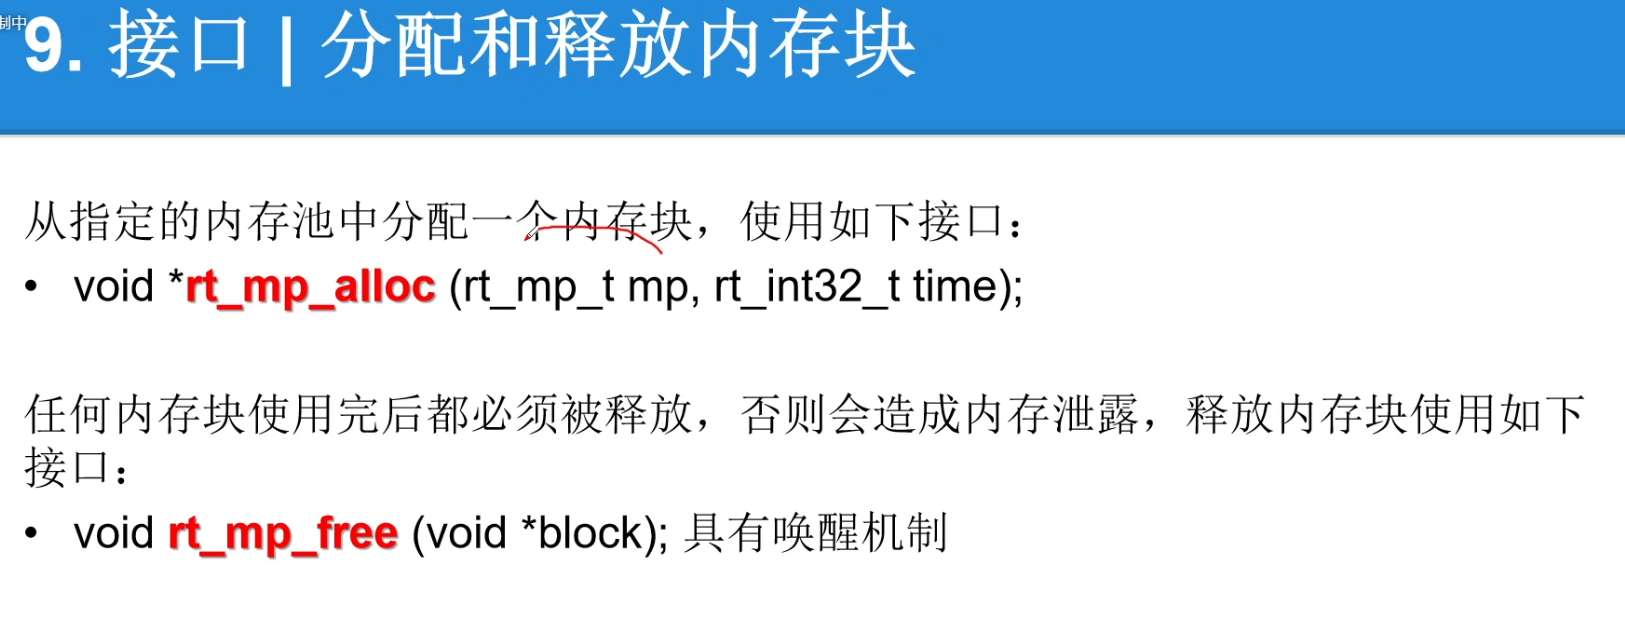 制中
9. 接口 | 分配和释放内存块
从指定的内存池中分配一个内存块，使用如下接口：
• void *rt_mp_alloc (rt_mp_t mp, rt_int32_t time);
任何内存块使用完后都必须被释放，否则会造成内存泄露，释放内存块使用如下
接口：
• void rt_mp_free (void *block); 具有唤醒机制